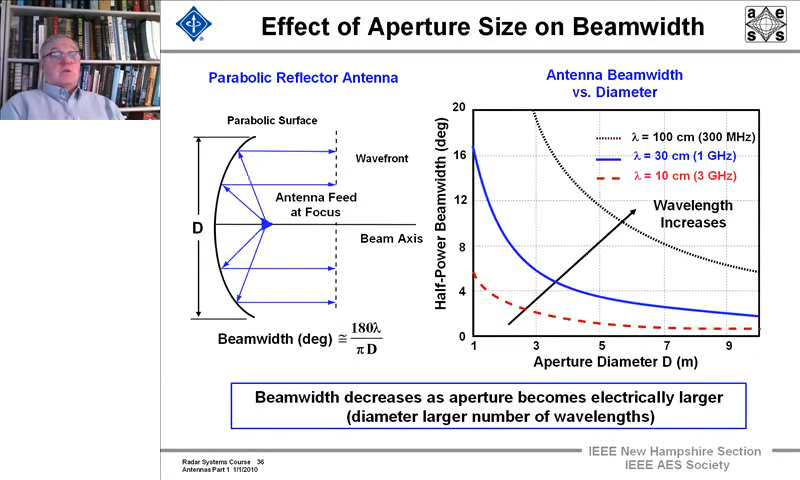 Effect of Aperture Size on Beamwidth
a e
s s
Parabolic Reflector Antenna
Parabolic Surface
Wavefront
Antenna Feed
at Focus
D
Beam Axis
Beamwidth (deg) ≅ 180λ / π D
Antenna Beamwidth
vs. Diameter
Half-Power Beamwidth (deg)
20
16
12
8
4
0
λ = 100 cm (300 MHz)
λ = 30 cm (1 GHz)
λ = 10 cm (3 GHz)
Wavelength
Increases
1 3 5 7 9
Aperture Diameter D (m)
Beamwidth decreases as aperture becomes electrically larger
(diameter larger number of wavelengths)
Radar Systems Course 36
Antennas Part 1 1/1/2010
IEEE New Hampshire Section
IEEE AES Society